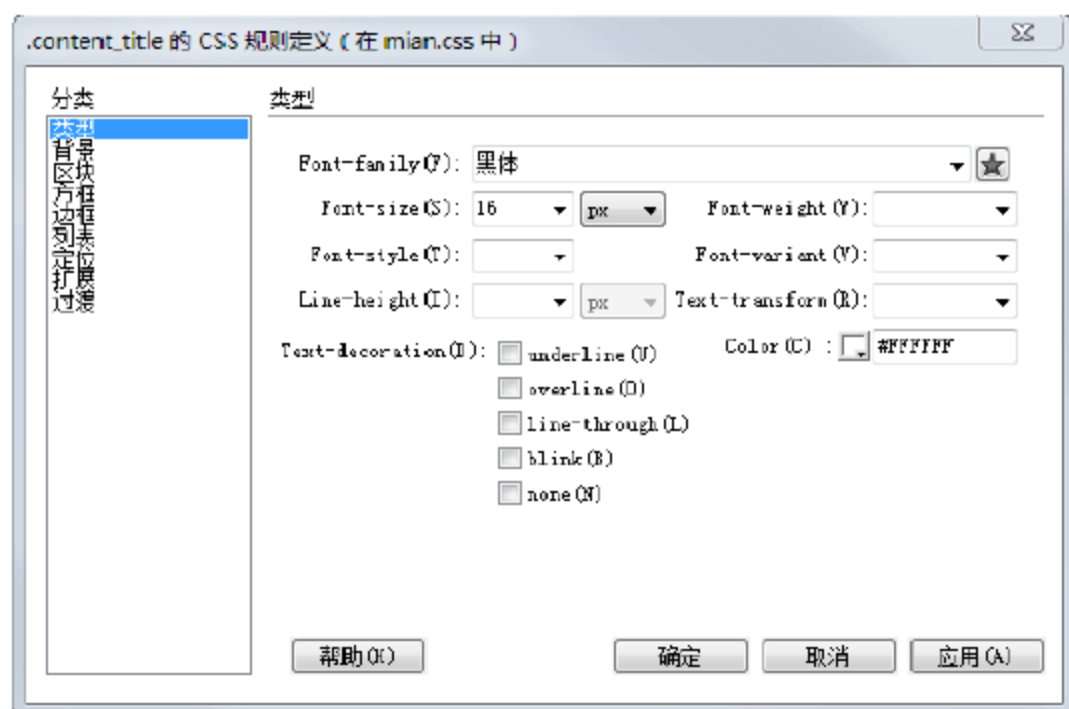 .content_title 的 CSS 规则定义（在 mian.css 中）
分类
类型
背景
区块
方框
边框
列表
定位
扩展
过渡
类型
Font-family(F): 黑体
Font-size(S): 16 px Font-weight(Y):
Font-style(T): Font-variant(V):
Line-height(I): px Text-transform(R):
Text-decoration(D): underline(U) Color(C) : #FFFFFF
overline(O)
line-through(L)
blink(B)
none(N)
帮助(H) 确定 取消 应用(A)